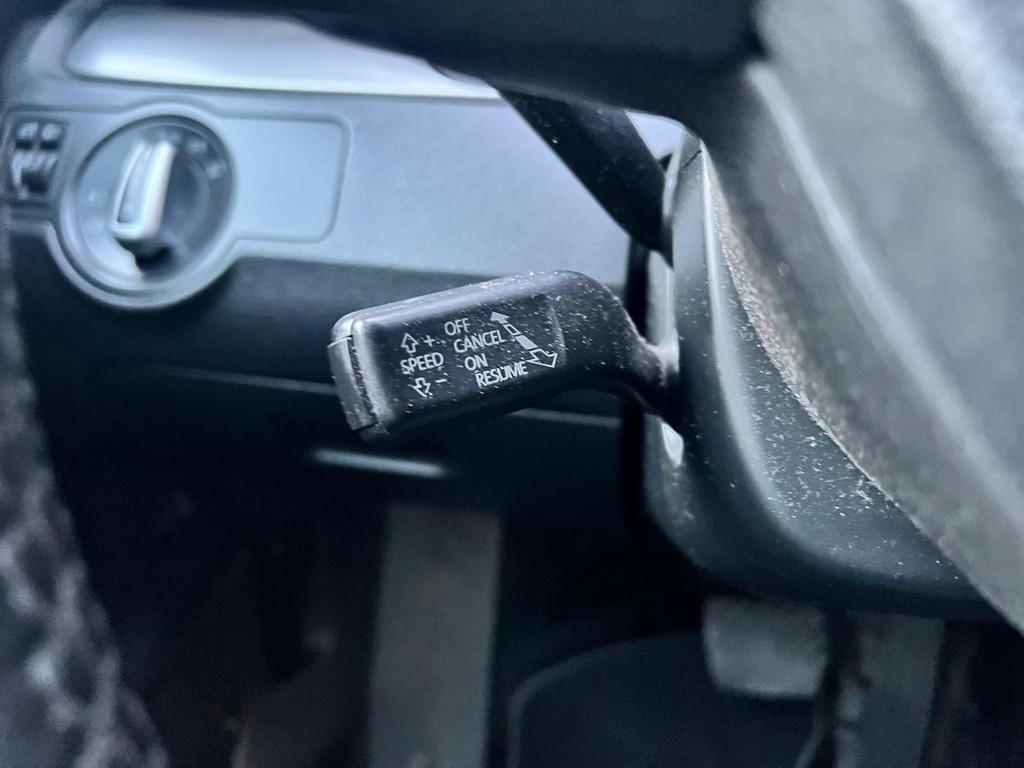 OFF
+ CANCEL
SPEED ON
- RESUME